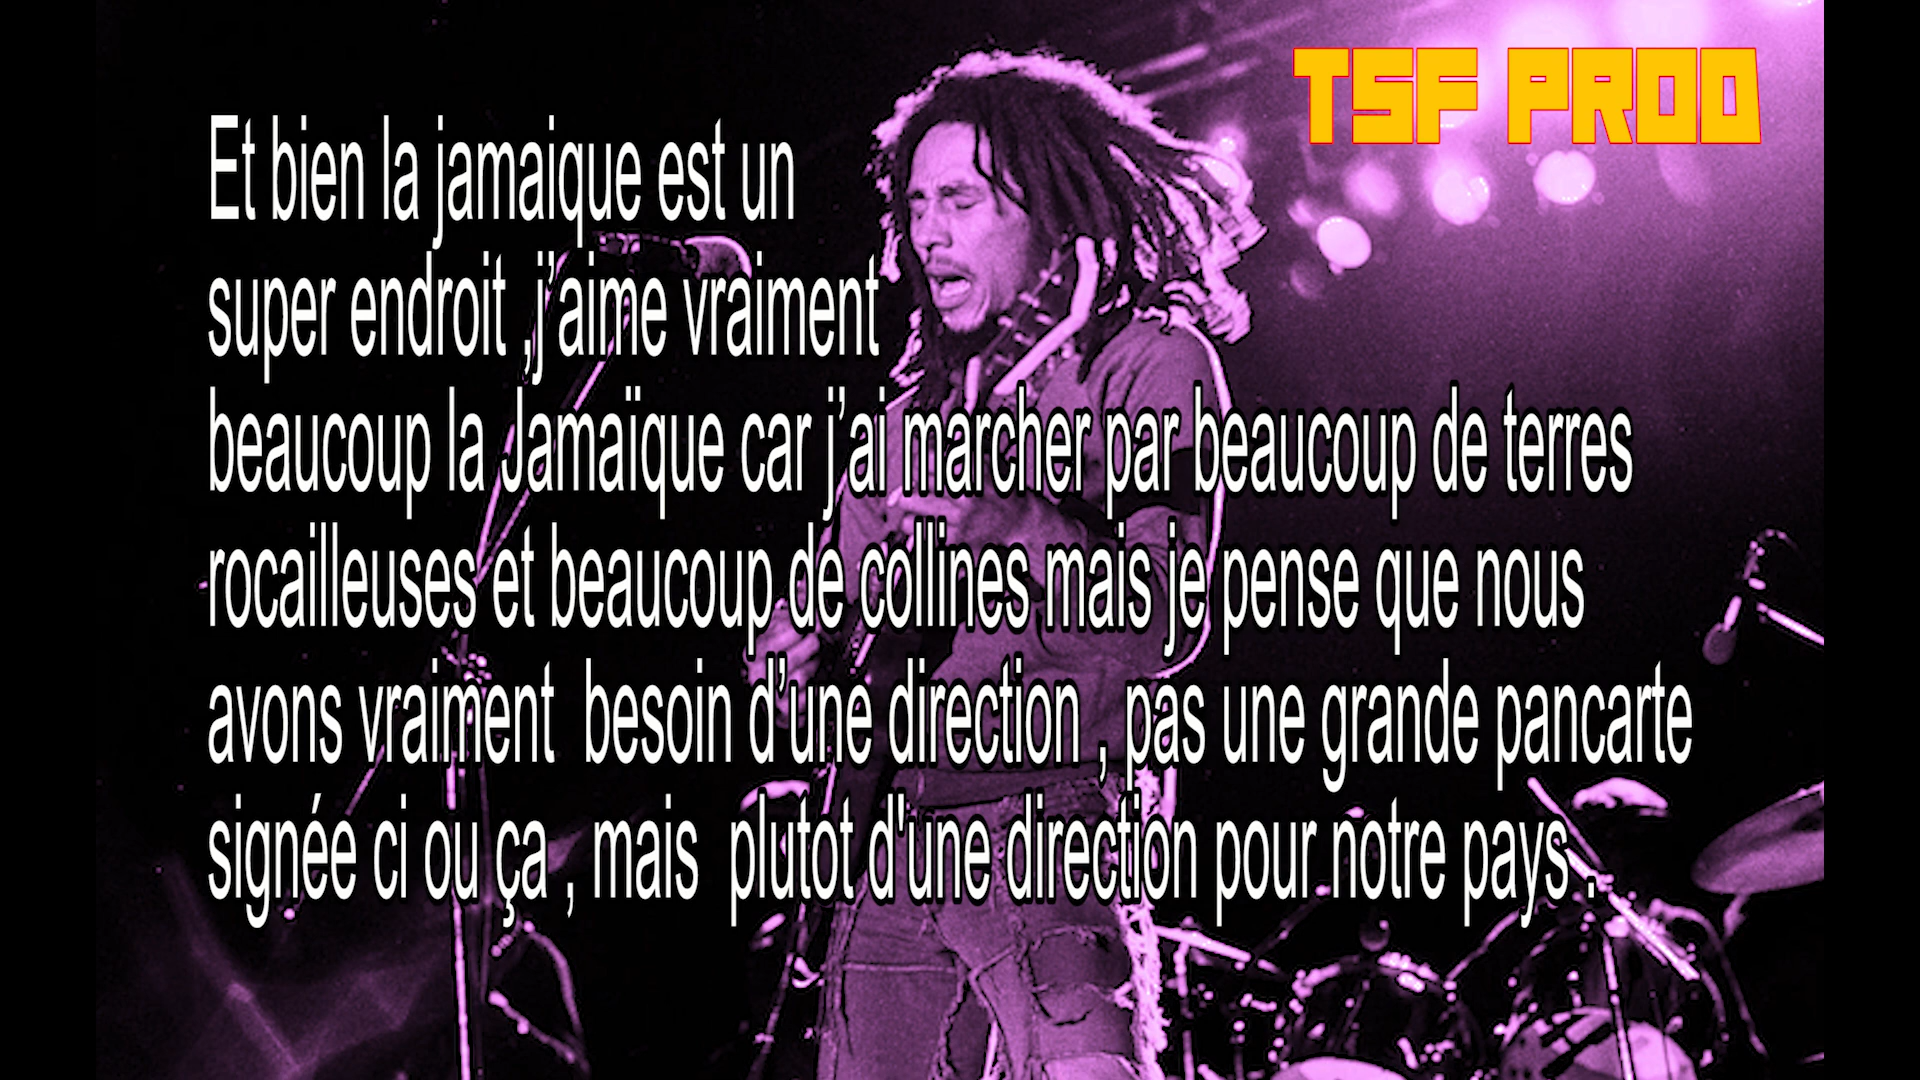 TSF PROD
Et bien la jamaique est un
super endroit ,j'aime vraiment
beaucoup la Jamaïque car j'ai marcher par beaucoup de terres
rocailleuses et beaucoup de collines mais je pense que nous
avons vraiment  besoin d'une direction , pas une grande pancarte
signée ci ou ça , mais  plutot d'une direction pour notre pays .